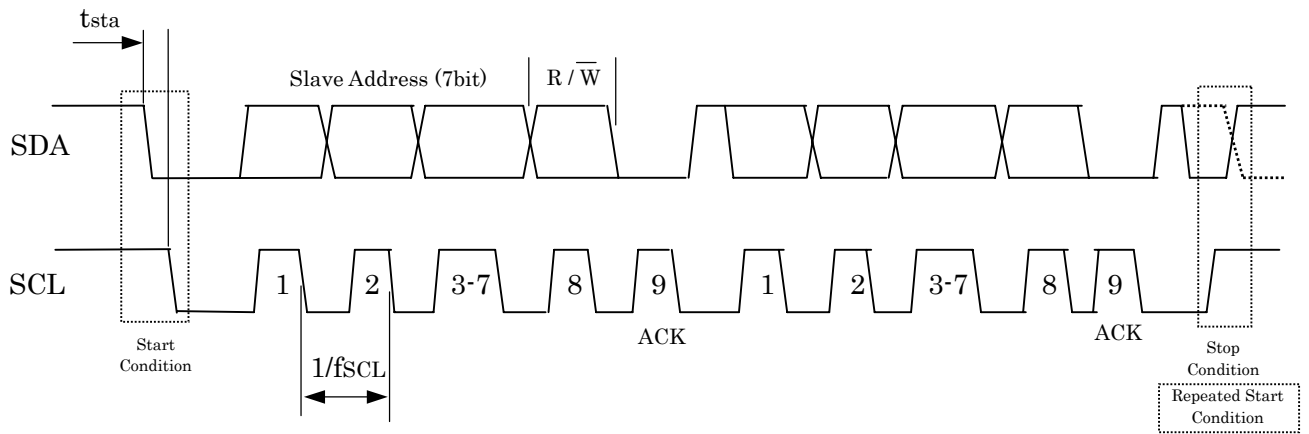 tsta
Slave Address (7bit)
R / W̅
SDA
SCL
1
2
3-7
8
9
1
2
3-7
8
9
ACK
ACK
Start
Condition
1/fSCL
Stop
Condition
Repeated Start
Condition